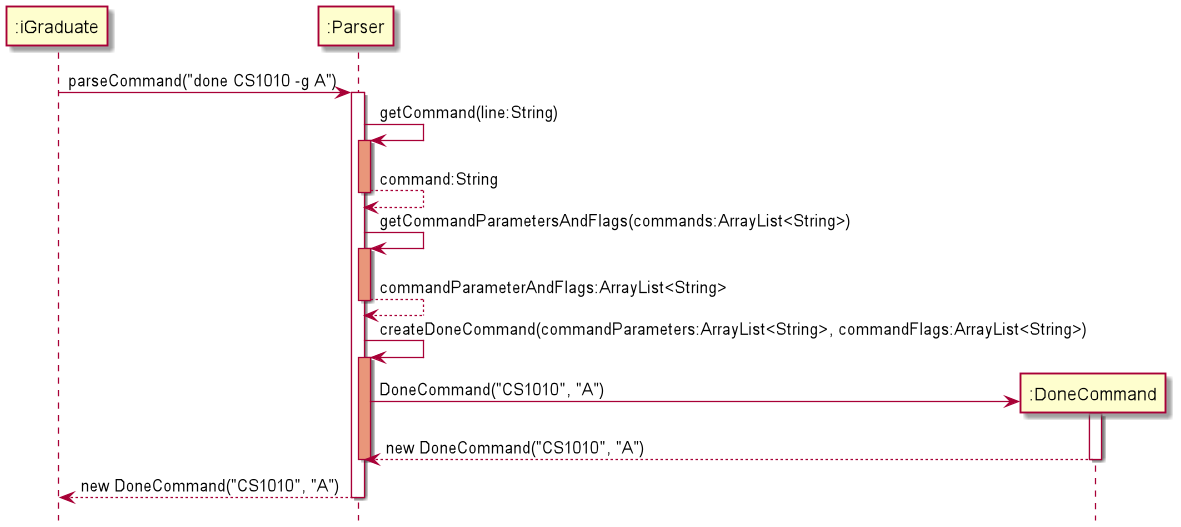 :iGraduate
:Parser
parseCommand("done CS1010 -g A")
getCommand(line:String)
command:String
getCommandParametersAndFlags(commands:ArrayList<String>)
commandParameterAndFlags:ArrayList<String>
createDoneCommand(commandParameters:ArrayList<String>, commandFlags:ArrayList<String>)
DoneCommand("CS1010", "A")
:DoneCommand
new DoneCommand("CS1010", "A")
new DoneCommand("CS1010", "A")